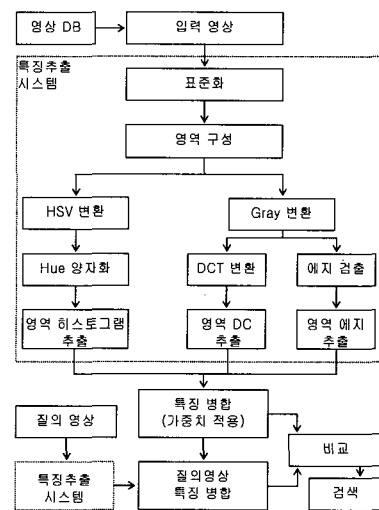 영상 DB
입력 영상
특징추출
시스템
표준화
영역 구성
HSV 변환
Gray 변환
Hue 양자화
DCT 변환
에지 검출
영역 히스토그램
추출
영역 DC
추출
영역 에지
추출
특징 병합
(가중치 적용)
질의 영상
비교
특징추출
시스템
질의영상
특징 병합
검색